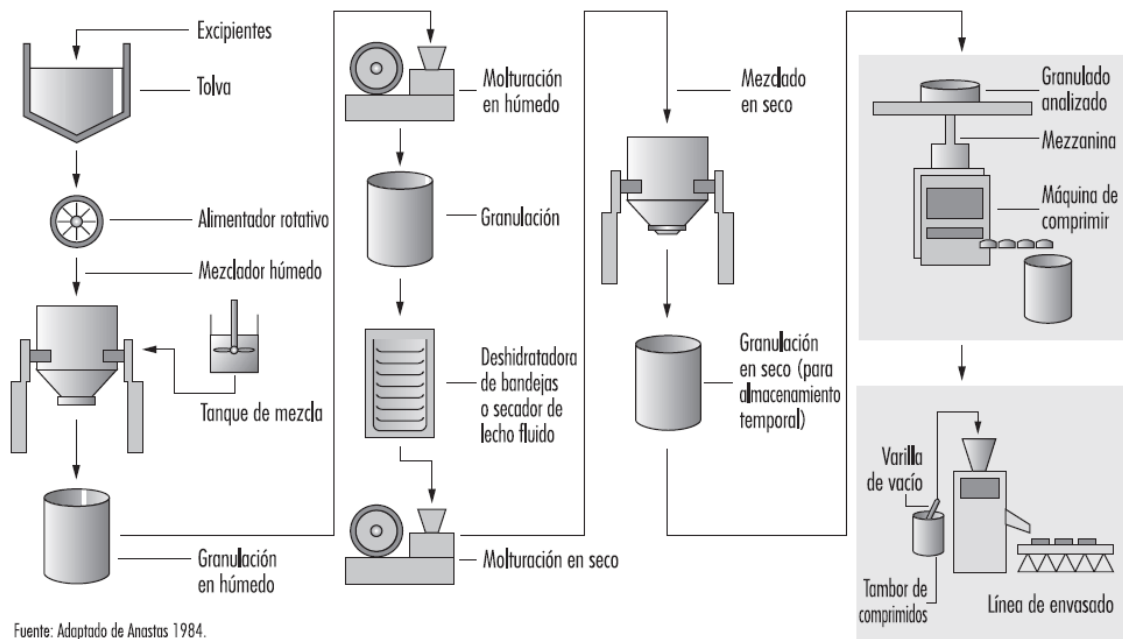 Excipientes
Tolva
Alimentador rotativo
Mezclador húmedo
Tanque de mezcla
Granulación
en húmedo
Molturación
en húmedo
Granulación
Deshidratadora
de bandejas
o secador de
lecho fluido
Molturación en seco
Mezclado
en seco
Granulación
en seco (para
almacenamiento
temporal)
Granulado
analizado
Mezzanina
Máquina de
comprimir
Varilla
de vacío
Tambor de
comprimidos
Línea de envasado
Fuente: Adaptado de Anastas 1984.